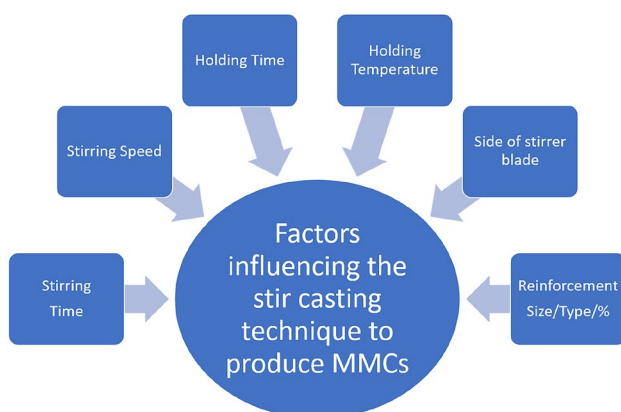 Holding Time
Holding
Temperature
Stirring Speed
Side of stirrer
blade
Stirring
Time
Factors
influencing the
stir casting
technique to
produce MMCs
Reinforcement
Size/Type/%